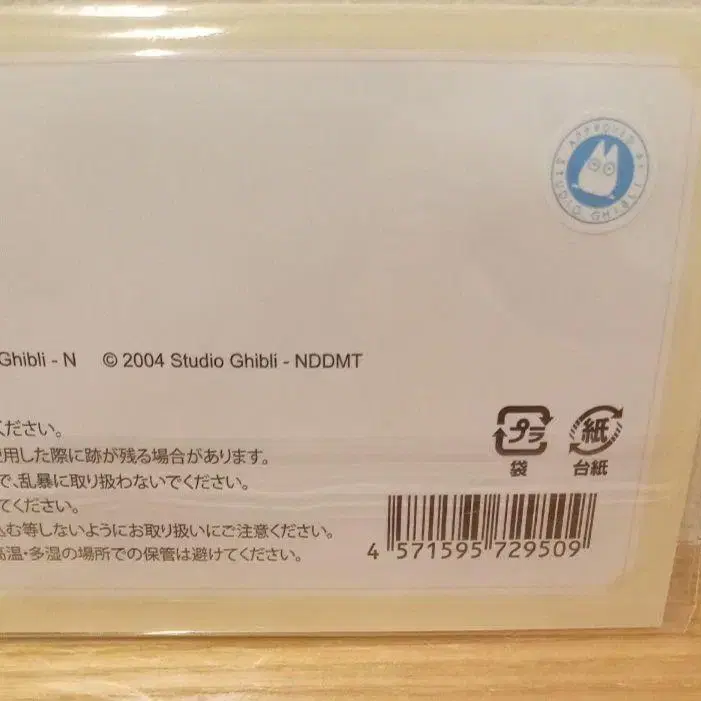 APPROVED BY STUDIO GHIBLI
Ghibli - N © 2004 Studio Ghibli - NDDMT
ください。
使用した際に跡が残る場合があります。
で、乱暴に取り扱わないでください。
てください。
込む等しないようにお取り扱いにご注意ください。
高温・多湿の場所での保管は避けてください。
プラ 紙
袋 台紙
4 571595 729509